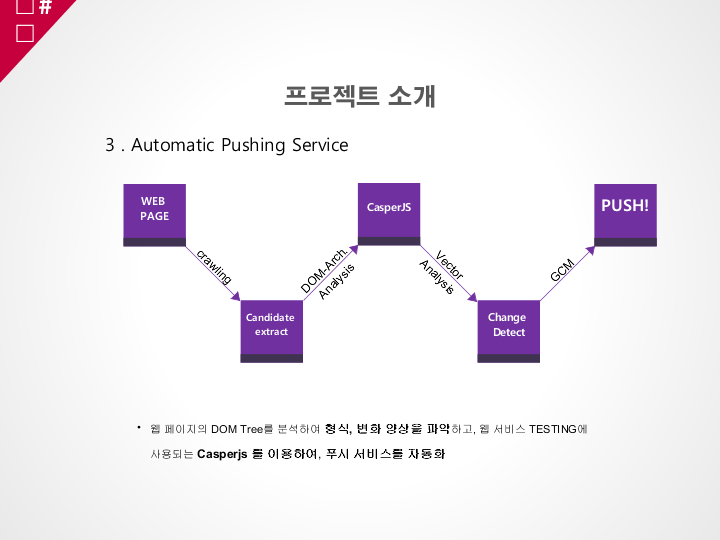 #
프로젝트 소개
3 . Automatic Pushing Service
WEB
PAGE
crawling
Candidate
extract
DOM-Arch.
Analysis
CasperJS
Vector
Analysis
Change
Detect
GCM
PUSH!
• 웹 페이지의 DOM Tree를 분석하여 형식, 변화 양상을 파악하고, 웹 서비스 TESTING에
사용되는 Casperjs 를 이용하여, 푸시 서비스를 자동화